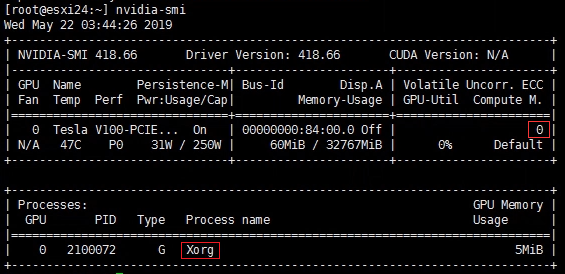 [root@esxi24:~] nvidia-smi
Wed May 22 03:44:26 2019
+-----------------------------------------------------------------------------+
| NVIDIA-SMI 418.66       Driver Version: 418.66       CUDA Version: N/A      |
|-------------------------------+----------------------+----------------------+
| GPU  Name        Persistence-M| Bus-Id        Disp.A | Volatile Uncorr. ECC |
| Fan  Temp  Perf  Pwr:Usage/Cap|         Memory-Usage | GPU-Util  Compute M. |
|===============================+======================+======================|
|   0  Tesla V100-PCIE...  On   | 00000000:84:00.0 Off |                    0 |
| N/A   47C    P0    31W / 250W |     60MiB / 32767MiB |      0%      Default |
+-------------------------------+----------------------+----------------------+
+-----------------------------------------------------------------------------+
| Processes:                                                       GPU Memory |
|  GPU       PID   Type   Process name                             Usage      |
|=============================================================================|
|    0   2100072      G   Xorg                                           5MiB |
+-----------------------------------------------------------------------------+